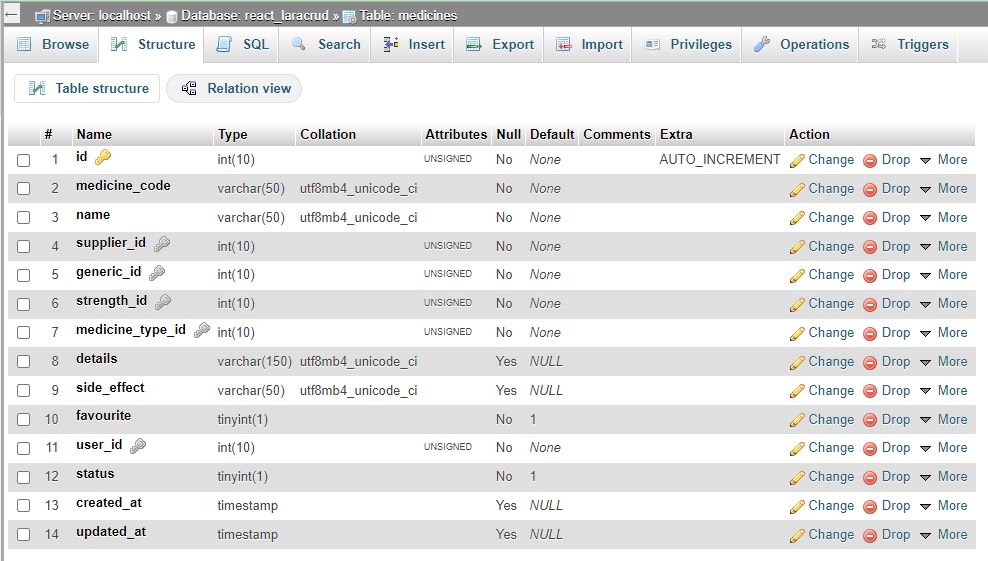 Server: localhost » Database: react_laracrud » Table: medicines
Browse Structure SQL Search Insert Export Import Privileges Operations Triggers
Table structure Relation view
# Name Type Collation Attributes Null Default Comments Extra Action
1 id int(10) UNSIGNED No None AUTO_INCREMENT Change Drop More
2 medicine_code varchar(50) utf8mb4_unicode_ci No None Change Drop More
3 name varchar(50) utf8mb4_unicode_ci No None Change Drop More
4 supplier_id int(10) UNSIGNED No None Change Drop More
5 generic_id int(10) UNSIGNED No None Change Drop More
6 strength_id int(10) UNSIGNED No None Change Drop More
7 medicine_type_id int(10) UNSIGNED No None Change Drop More
8 details varchar(150) utf8mb4_unicode_ci Yes NULL Change Drop More
9 side_effect varchar(50) utf8mb4_unicode_ci Yes NULL Change Drop More
10 favourite tinyint(1) No 1 Change Drop More
11 user_id int(10) UNSIGNED No None Change Drop More
12 status tinyint(1) No 1 Change Drop More
13 created_at timestamp Yes NULL Change Drop More
14 updated_at timestamp Yes NULL Change Drop More